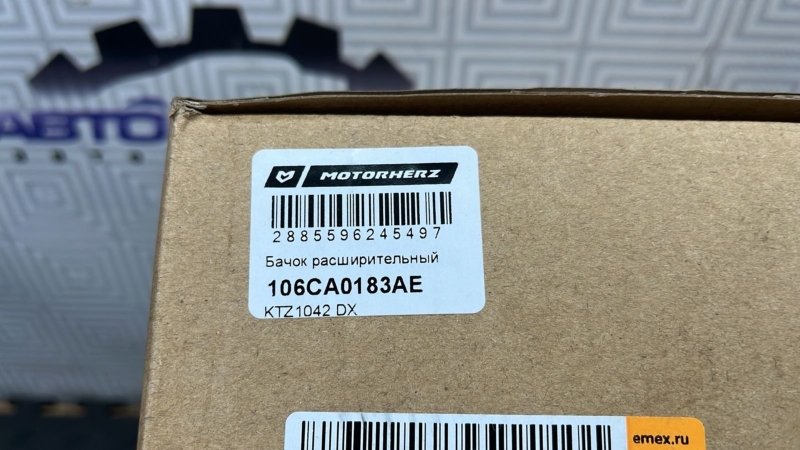 АВТО
MOTORHERZ
2885596245497
Бачок расширительный
106CA0183AE
KTZ1042 DX
emex.ru